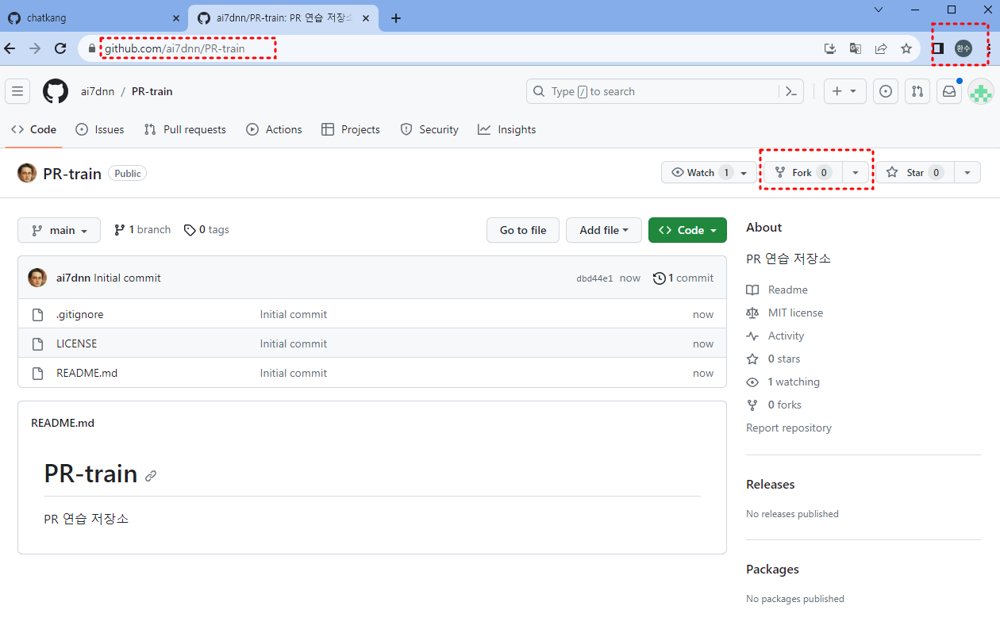 chatkang
ai7dnn/PR-train: PR 연습 저장소
github.com/ai7dnn/PR-train
환수
ai7dnn / PR-train
Type / to search
Code Issues Pull requests Actions Projects Security Insights
PR-train Public
Watch 1 Fork 0 Star 0
main 1 branch 0 tags Go to file Add file Code
ai7dnn Initial commit dbd44e1 now 1 commit
.gitignore Initial commit now
LICENSE Initial commit now
README.md Initial commit now
README.md
PR-train
PR 연습 저장소
About
PR 연습 저장소
Readme
MIT license
Activity
0 stars
1 watching
0 forks
Report repository
Releases
No releases published
Packages
No packages published